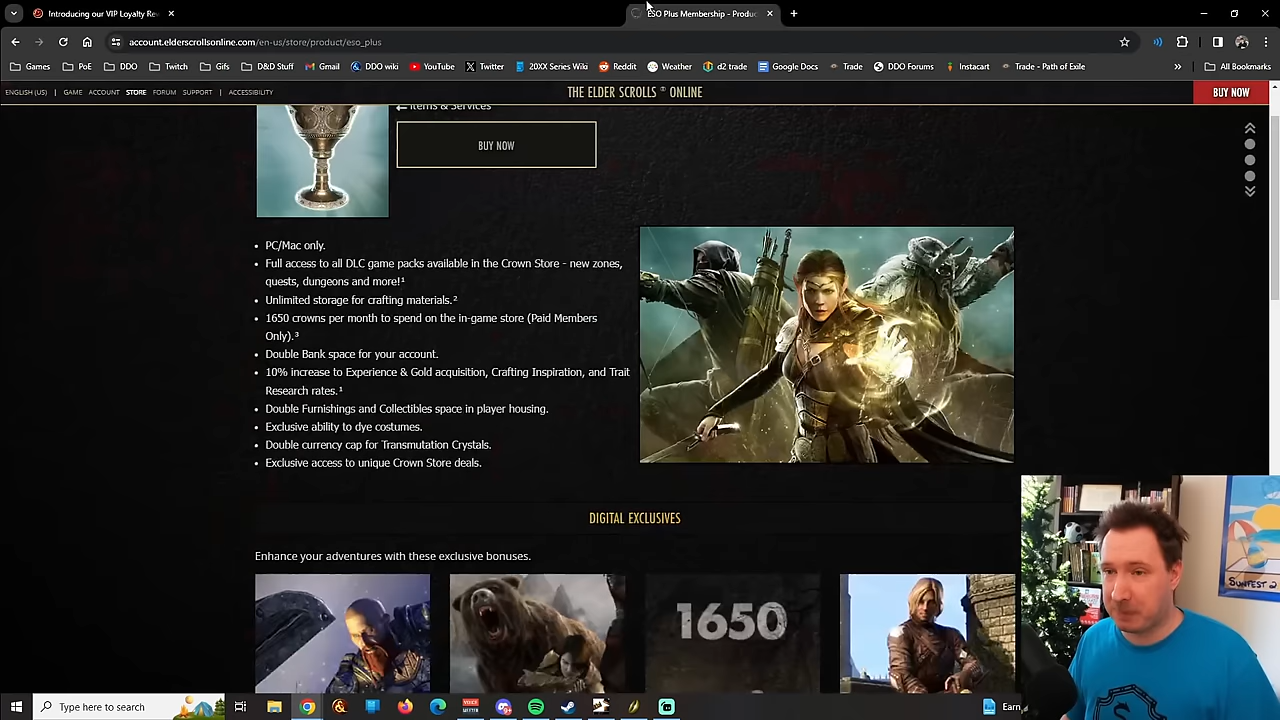 Introducing our VIP Loyalty Rew
ESO Plus Membership - Produc
account.elderscrollsonline.com/en-us/store/product/eso_plus
Games
PoE
DDO
Twitch
Gifs
D&D Stuff
Gmail
DDO wiki
YouTube
Twitter
20XX Series Wiki
Reddit
Weather
d2 trade
Google Docs
Trade
DDO Forums
Instacart
Trade - Path of Exile
All Bookmarks
ENGLISH (US)
GAME
ACCOUNT
STORE
FORUM
SUPPORT
ACCESSIBILITY
THE ELDER SCROLLS ® ONLINE
BUY NOW
Items & Services
BUY NOW
• PC/Mac only.
• Full access to all DLC game packs available in the Crown Store - new zones,
quests, dungeons and more!¹
• Unlimited storage for crafting materials.²
• 1650 crowns per month to spend on the in-game store (Paid Members
Only).³
• Double Bank space for your account.
• 10% increase to Experience & Gold acquisition, Crafting Inspiration, and Trait
Research rates.¹
• Double Furnishings and Collectibles space in player housing.
• Exclusive ability to dye costumes.
• Double currency cap for Transmutation Crystals.
• Exclusive access to unique Crown Store deals.
DIGITAL EXCLUSIVES
Enhance your adventures with these exclusive bonuses.
1650
SUNFEST 2
Type here to search
Earn